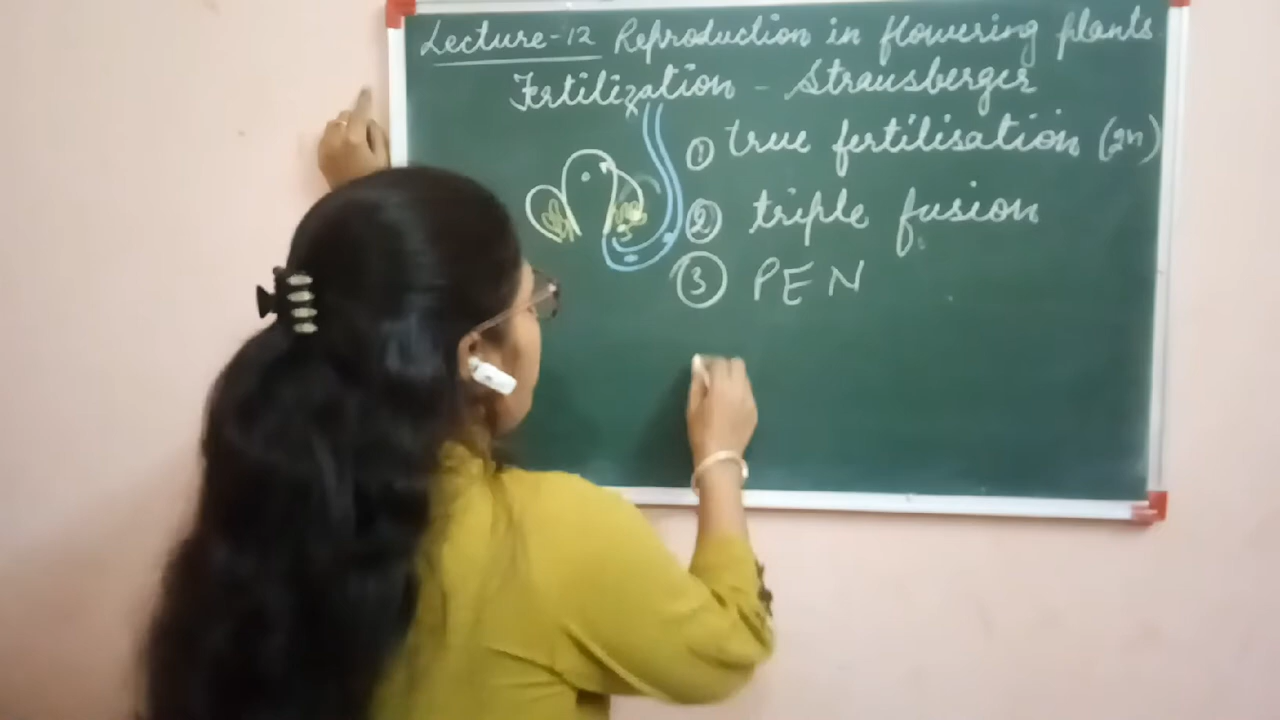 Lecture-12 Reproduction in flowering plants
Fertilization - Strausberger
① true fertilisation (2n)
② triple fusion
③ PEN